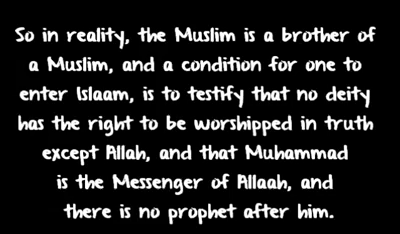 So in reality, the Muslim is a brother of
a Muslim, and a condition for one to
enter Islaam, is to testify that no deity
has the right to be worshipped in truth
except Allah, and that Muhammad
is the Messenger of Allaah, and
there is no prophet after him.